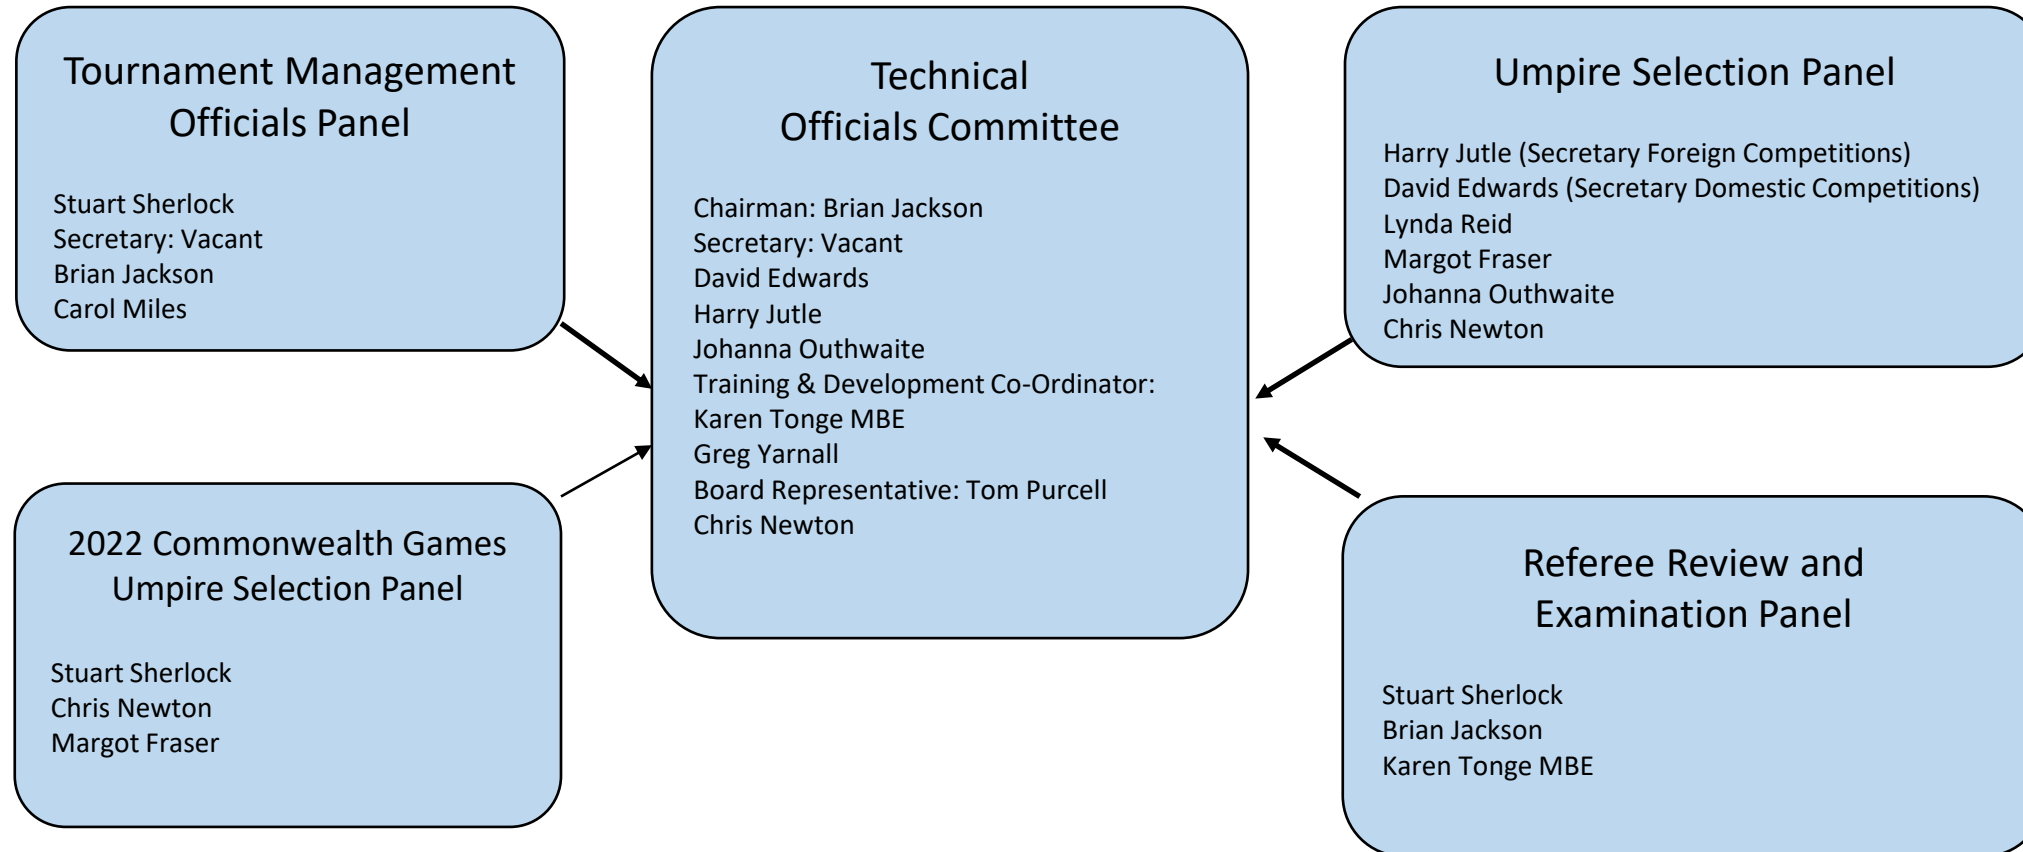 Tournament Management
Officials Panel
Stuart Sherlock
Secretary: Vacant
Brian Jackson
Carol Miles
Technical
Officials Committee
Chairman: Brian Jackson
Secretary: Vacant
David Edwards
Harry Jutle
Johanna Outhwaite
Training & Development Co-Ordinator:
Karen Tonge MBE
Greg Yarnall
Board Representative: Tom Purcell
Chris Newton
Umpire Selection Panel
Harry Jutle (Secretary Foreign Competitions)
David Edwards (Secretary Domestic Competitions)
Lynda Reid
Margot Fraser
Johanna Outhwaite
Chris Newton
2022 Commonwealth Games
Umpire Selection Panel
Stuart Sherlock
Chris Newton
Margot Fraser
Referee Review and
Examination Panel
Stuart Sherlock
Brian Jackson
Karen Tonge MBE